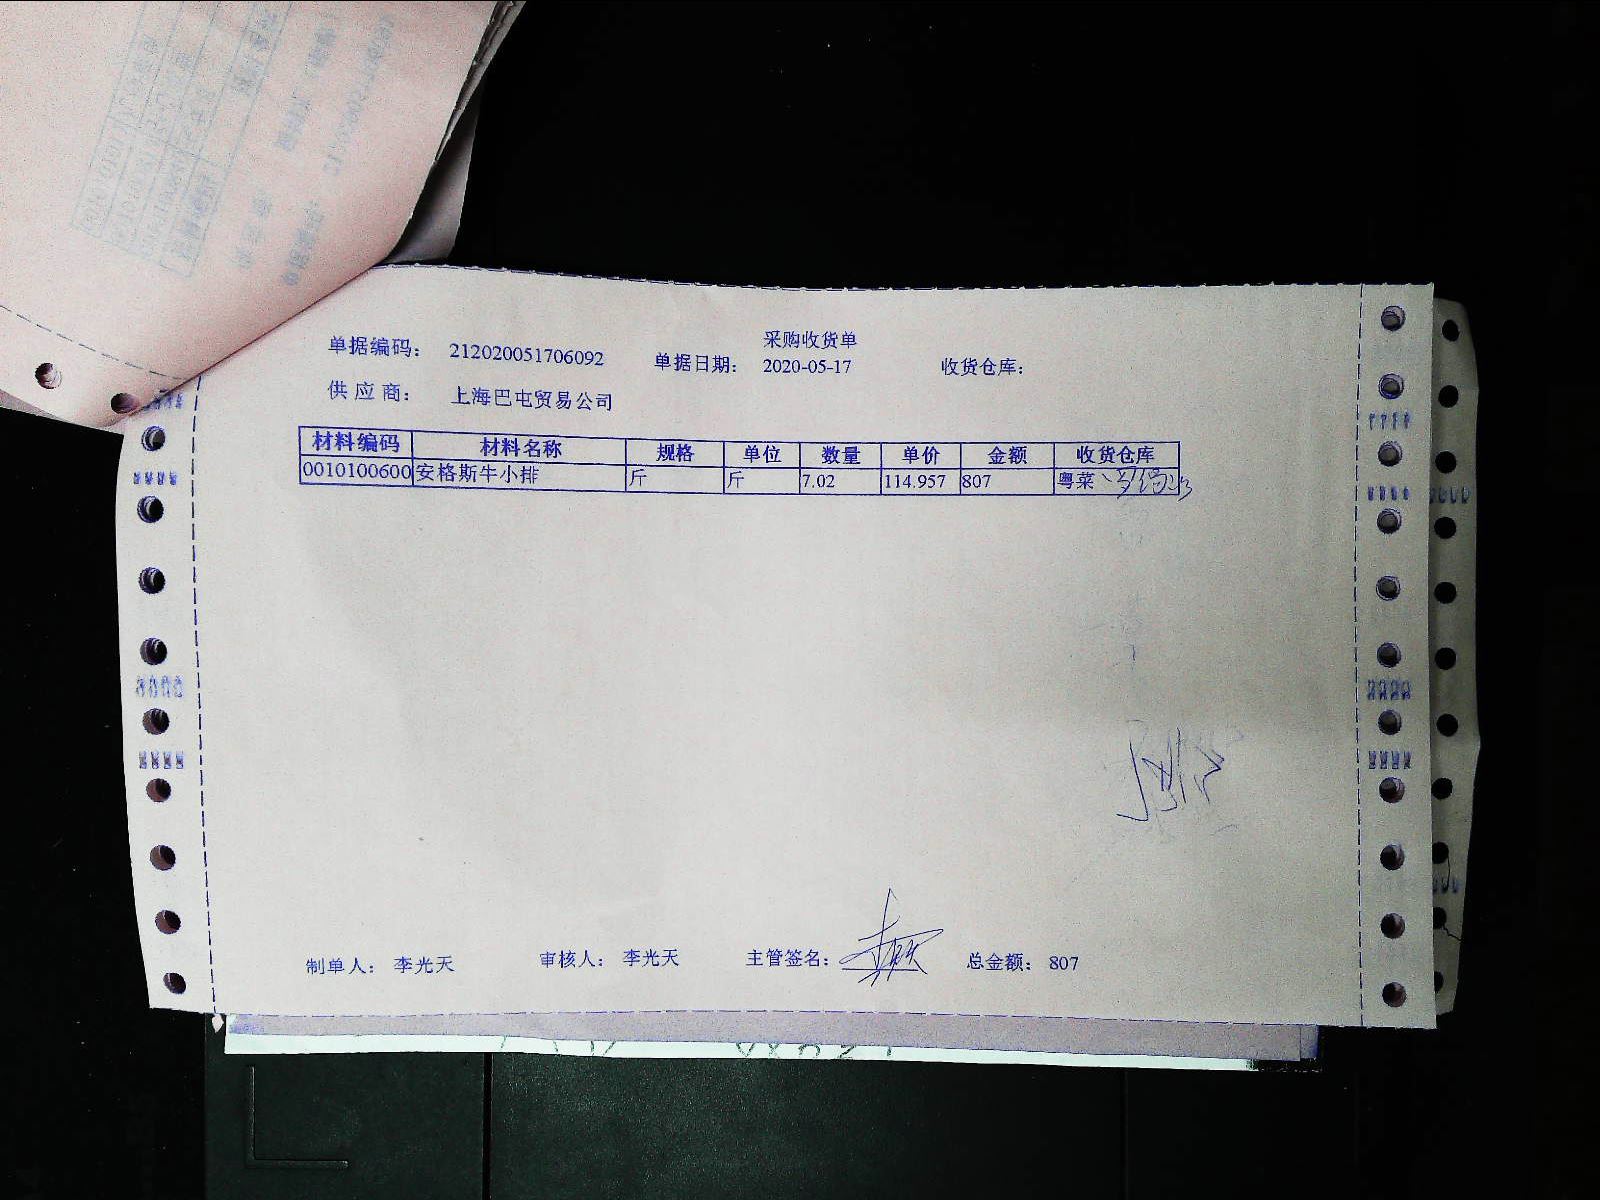 采购收货单
单据编码: 212020051706092 单据日期: 2020-05-17 收货仓库:
供应商: 上海巴屯贸易公司
材料编码 材料名称 规格 单位 数量 单价 金额 收货仓库
0010100600 安格斯牛小排 斤 斤 7.02 114.957 807 粤菜
制单人: 李光天 审核人: 李光天 主管签名: 总金额: 807